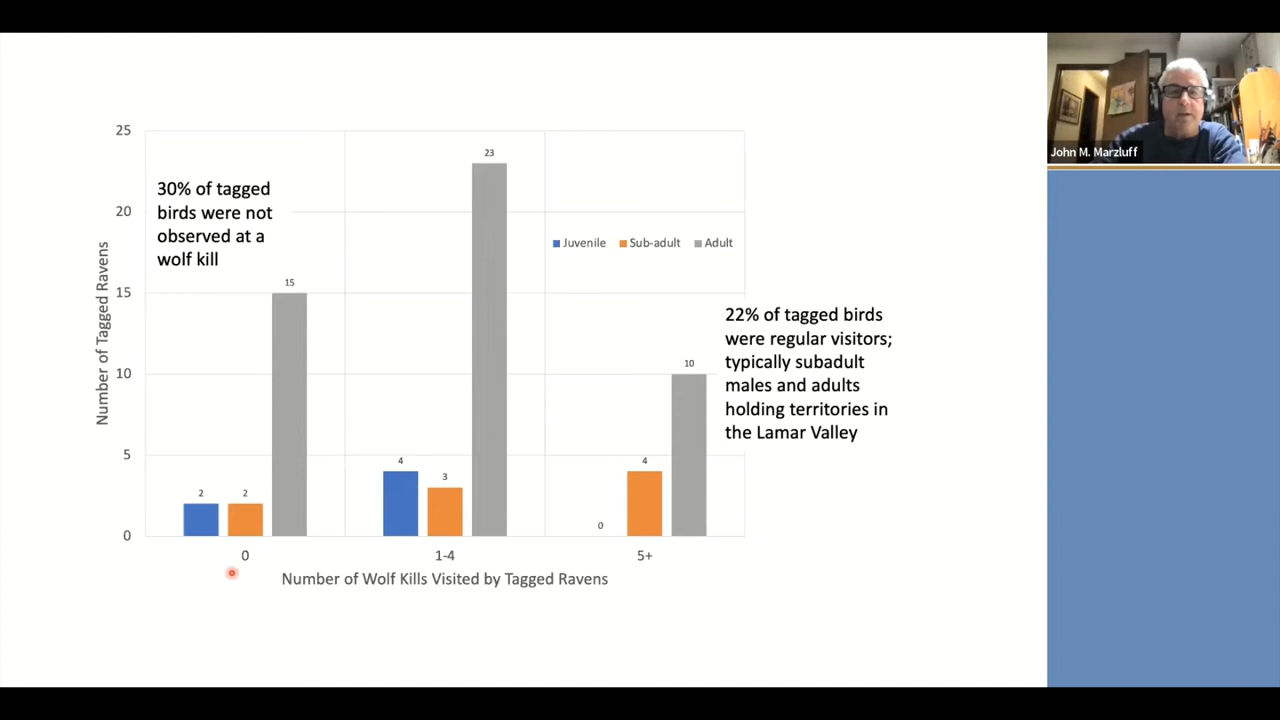 25
20
15
10
5
0
Number of Tagged Ravens
30% of tagged
birds were not
observed at a
wolf kill
2
2
15
4
3
23
0
4
10
Juvenile Sub-adult Adult
22% of tagged birds
were regular visitors;
typically subadult
males and adults
holding territories in
the Lamar Valley
0 1-4 5+
Number of Wolf Kills Visited by Tagged Ravens
John M. Marzluff